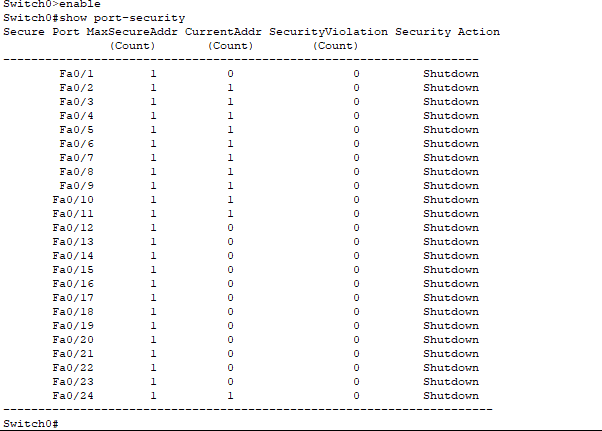 Switch0>enable
Switch0#show port-security
Secure Port MaxSecureAddr CurrentAddr SecurityViolation Security Action
               (Count)       (Count)        (Count)
--------------------------------------------------------------------
        Fa0/1        1          0                 0         Shutdown
        Fa0/2        1          1                 0         Shutdown
        Fa0/3        1          1                 0         Shutdown
        Fa0/4        1          1                 0         Shutdown
        Fa0/5        1          1                 0         Shutdown
        Fa0/6        1          1                 0         Shutdown
        Fa0/7        1          1                 0         Shutdown
        Fa0/8        1          1                 0         Shutdown
        Fa0/9        1          1                 0         Shutdown
       Fa0/10        1          1                 0         Shutdown
       Fa0/11        1          1                 0         Shutdown
       Fa0/12        1          0                 0         Shutdown
       Fa0/13        1          0                 0         Shutdown
       Fa0/14        1          0                 0         Shutdown
       Fa0/15        1          0                 0         Shutdown
       Fa0/16        1          0                 0         Shutdown
       Fa0/17        1          0                 0         Shutdown
       Fa0/18        1          0                 0         Shutdown
       Fa0/19        1          0                 0         Shutdown
       Fa0/20        1          0                 0         Shutdown
       Fa0/21        1          0                 0         Shutdown
       Fa0/22        1          0                 0         Shutdown
       Fa0/23        1          0                 0         Shutdown
       Fa0/24        1          1                 0         Shutdown
----------------------------------------------------------------------
Switch0#